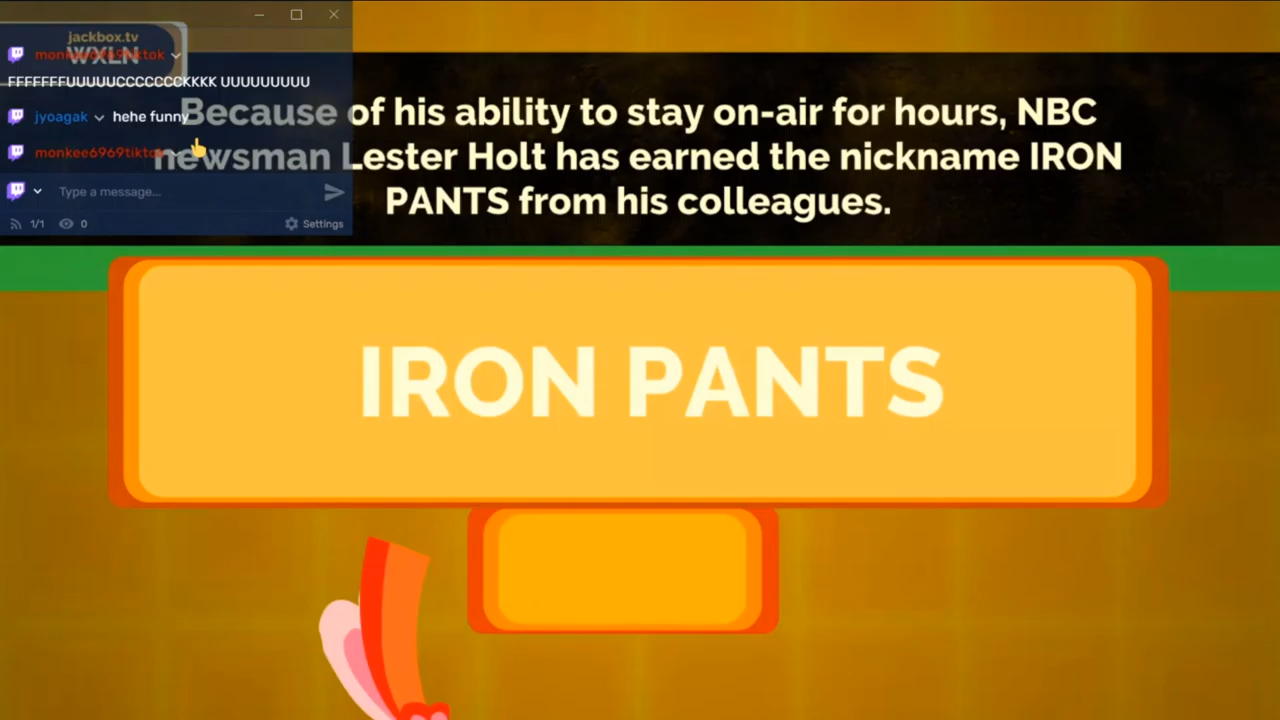 jackbox.tv
WXLN
FFFFFFFUUUUUCCCCCCCKKKK UUUUUUUUU
jyoagak hehe funny
monkee6969tiktok
Type a message...
1/1 0 Settings
Because of his ability to stay on-air for hours, NBC
newsman Lester Holt has earned the nickname IRON
PANTS from his colleagues.
IRON PANTS